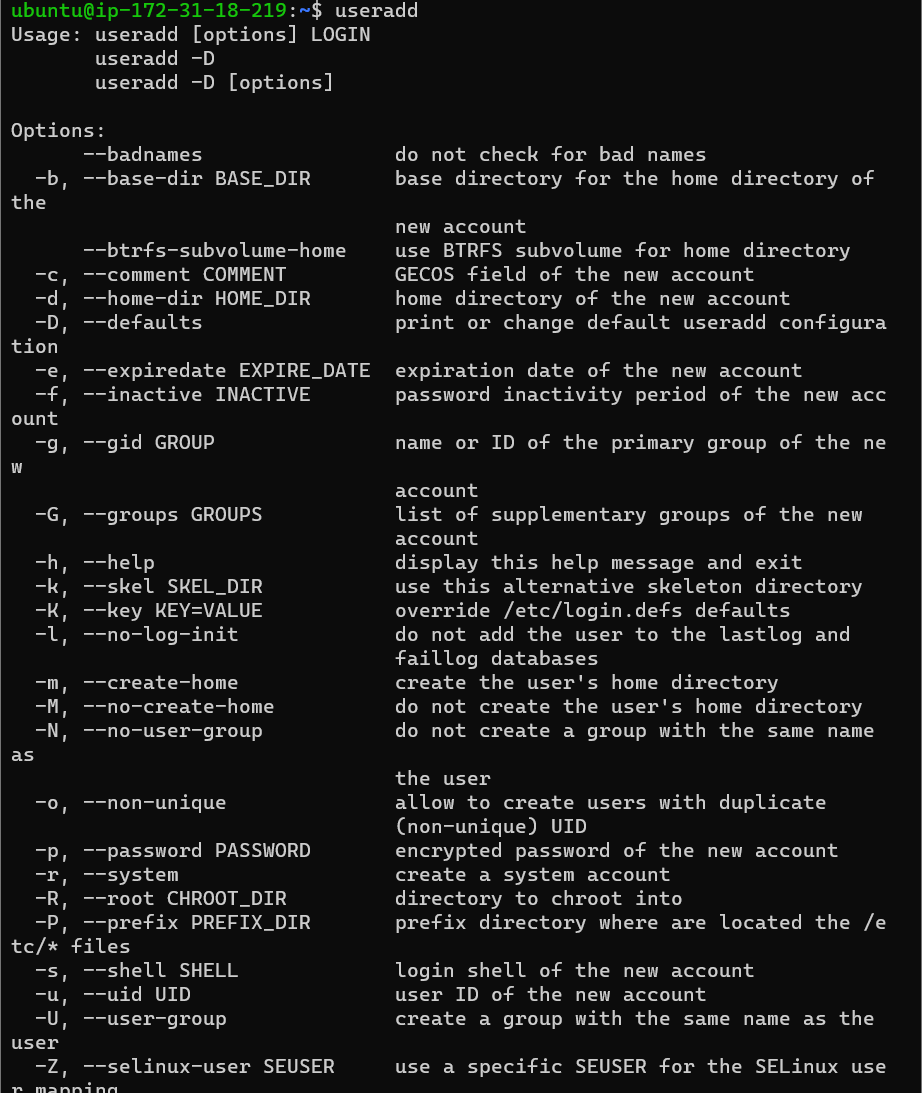 ubuntu@ip-172-31-18-219:~$ useradd
Usage: useradd [options] LOGIN
       useradd -D
       useradd -D [options]

Options:
      --badnames                do not check for bad names
  -b, --base-dir BASE_DIR       base directory for the home directory of
the
                                new account
      --btrfs-subvolume-home    use BTRFS subvolume for home directory
  -c, --comment COMMENT         GECOS field of the new account
  -d, --home-dir HOME_DIR       home directory of the new account
  -D, --defaults                print or change default useradd configura
tion
  -e, --expiredate EXPIRE_DATE  expiration date of the new account
  -f, --inactive INACTIVE       password inactivity period of the new acc
ount
  -g, --gid GROUP               name or ID of the primary group of the ne
w
                                account
  -G, --groups GROUPS           list of supplementary groups of the new
                                account
  -h, --help                    display this help message and exit
  -k, --skel SKEL_DIR           use this alternative skeleton directory
  -K, --key KEY=VALUE           override /etc/login.defs defaults
  -l, --no-log-init             do not add the user to the lastlog and
                                faillog databases
  -m, --create-home             create the user's home directory
  -M, --no-create-home          do not create the user's home directory
  -N, --no-user-group           do not create a group with the same name
as
                                the user
  -o, --non-unique              allow to create users with duplicate
                                (non-unique) UID
  -p, --password PASSWORD       encrypted password of the new account
  -r, --system                  create a system account
  -R, --root CHROOT_DIR         directory to chroot into
  -P, --prefix PREFIX_DIR       prefix directory where are located the /e
tc/* files
  -s, --shell SHELL             login shell of the new account
  -u, --uid UID                 user ID of the new account
  -U, --user-group              create a group with the same name as the
user
  -Z, --selinux-user SEUSER     use a specific SEUSER for the SELinux use
r mapping